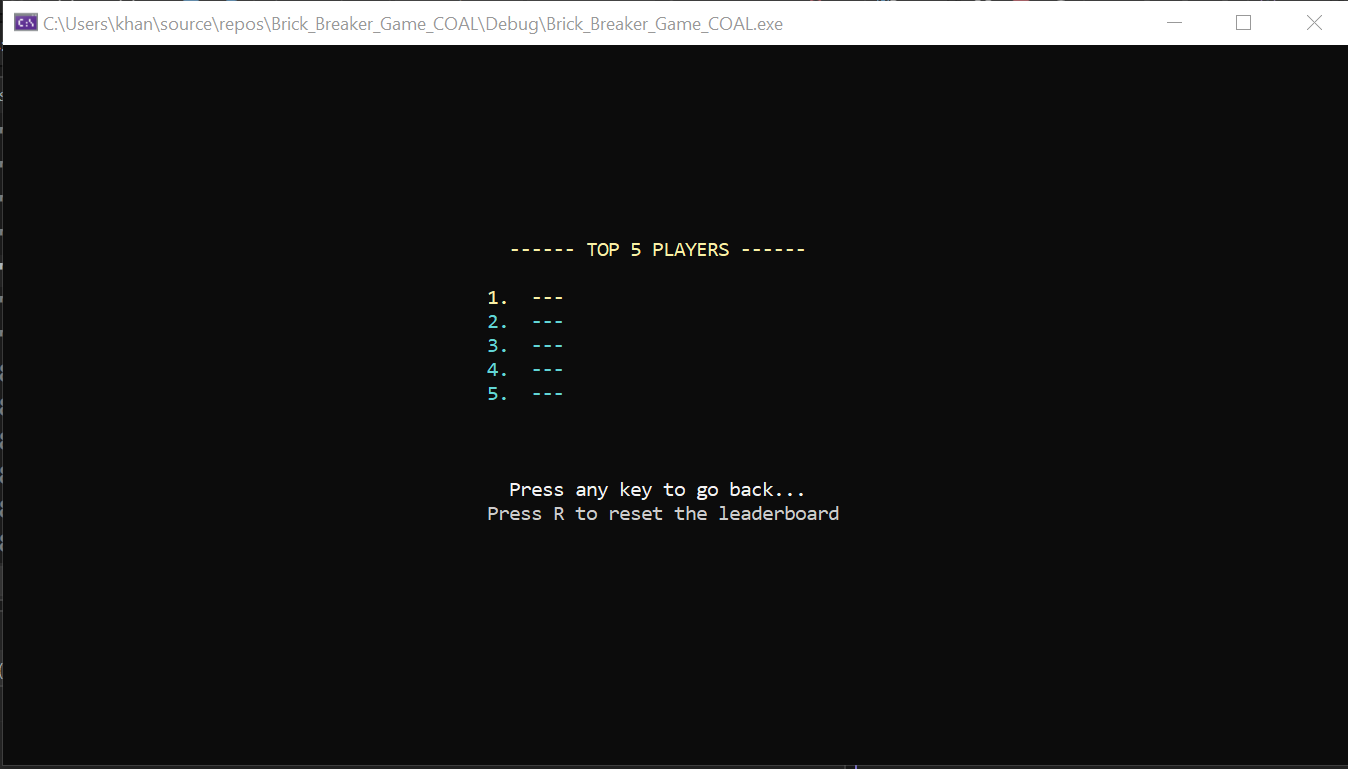 C:\Users\khan\source\repos\Brick_Breaker_Game_COAL\Debug\Brick_Breaker_Game_COAL.exe
------ TOP 5 PLAYERS ------
1. ---
2. ---
3. ---
4. ---
5. ---
Press any key to go back...
Press R to reset the leaderboard